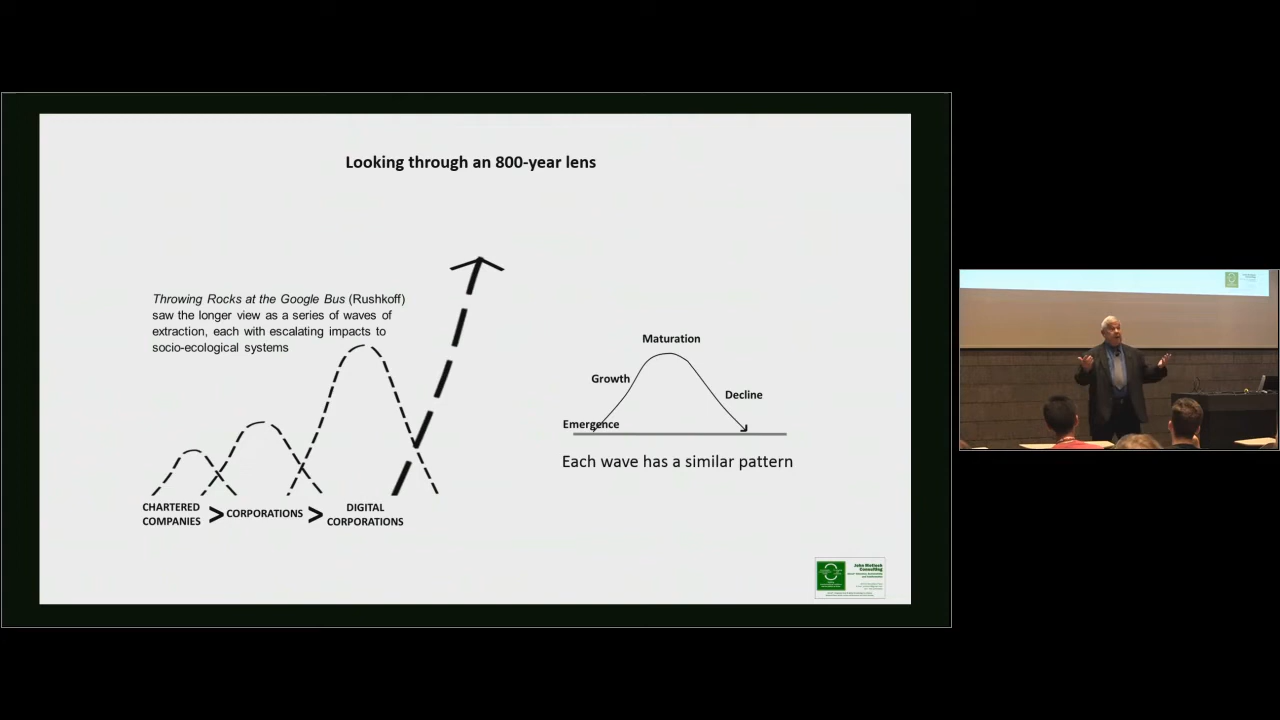 Looking through an 800-year lens
Throwing Rocks at the Google Bus (Rushkoff)
saw the longer view as a series of waves of
extraction, each with escalating impacts to
socio-ecological systems
Maturation
Growth
Decline
Emergence
Each wave has a similar pattern
CHARTERED
COMPANIES
>
CORPORATIONS
>
DIGITAL
CORPORATIONS
Consulting